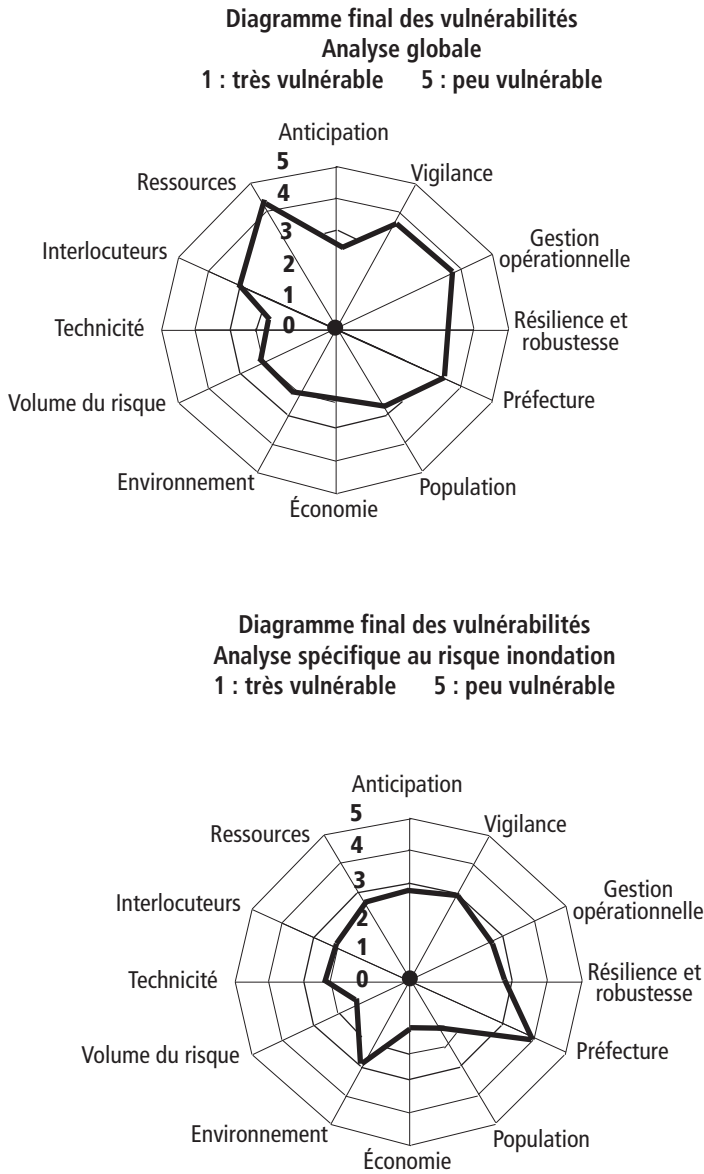 Diagramme final des vulnérabilités
Analyse globale
1 : très vulnérable 5 : peu vulnérable
Anticipation
5
Ressources
Vigilance
4
3
Interlocuteurs
Gestion
opérationnelle
2
1
Technicité
0
Résilience et
robustesse
Volume du risque
Préfecture
Environnement
Population
Économie
Diagramme final des vulnérabilités
Analyse spécifique au risque inondation
1 : très vulnérable 5 : peu vulnérable
Anticipation
5
Ressources
Vigilance
4
3
Interlocuteurs
Gestion
opérationnelle
2
1
Technicité
0
Résilience et
robustesse
Volume du risque
Préfecture
Environnement
Population
Économie